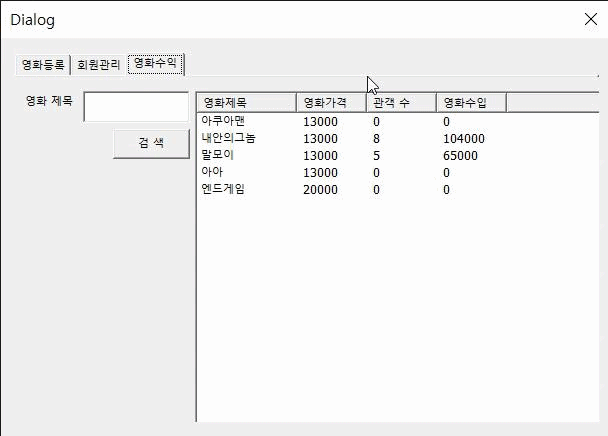 Dialog
영화등록 회원관리 영화수익
영화 제목
검 색
영화제목 영화가격 관객 수 영화수입
아쿠아맨 13000 0 0
내안의그놈 13000 8 104000
말모이 13000 5 65000
아아 13000 0 0
엔드게임 20000 0 0